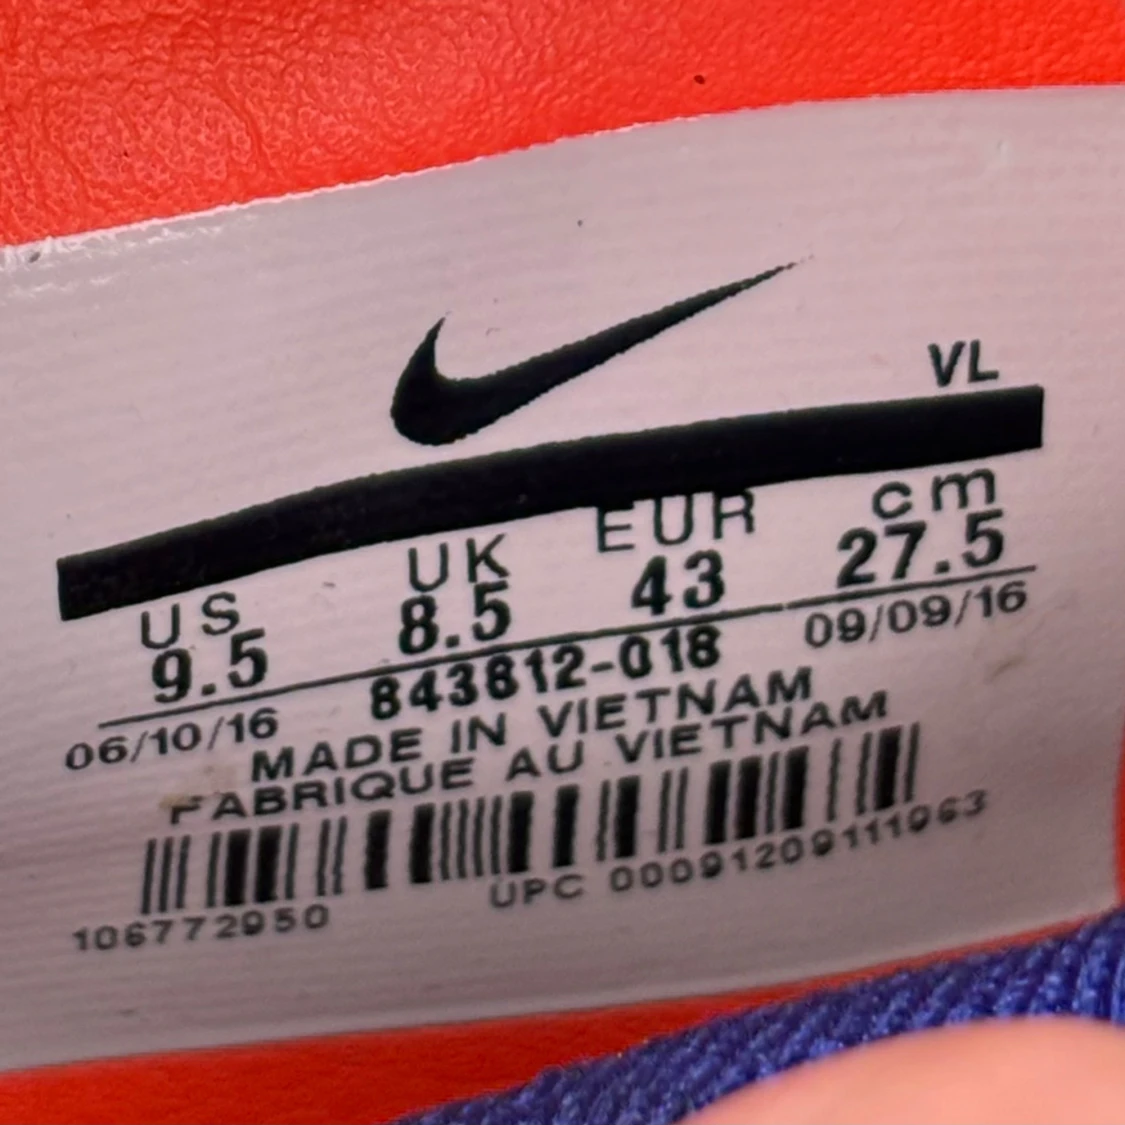 VL
US UK EUR cm
9.5 8.5 43 27.5
06/10/16 843812-018 09/09/16
MADE IN VIETNAM
FABRIQUE AU VIETNAM
106772950 UPC 00091209111963